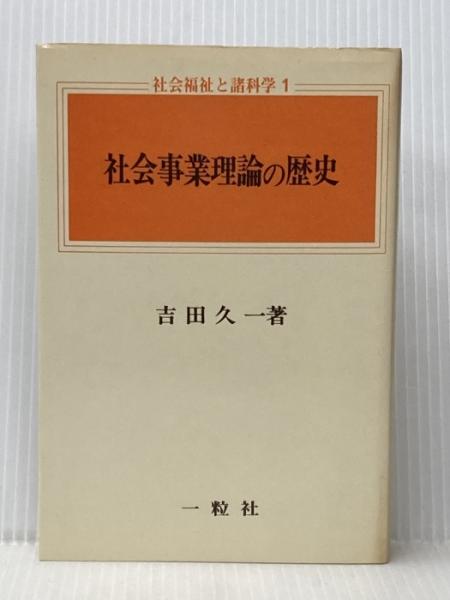 社会福祉と諸科学1
社会事業理論の歴史
吉田久一著
一粒社